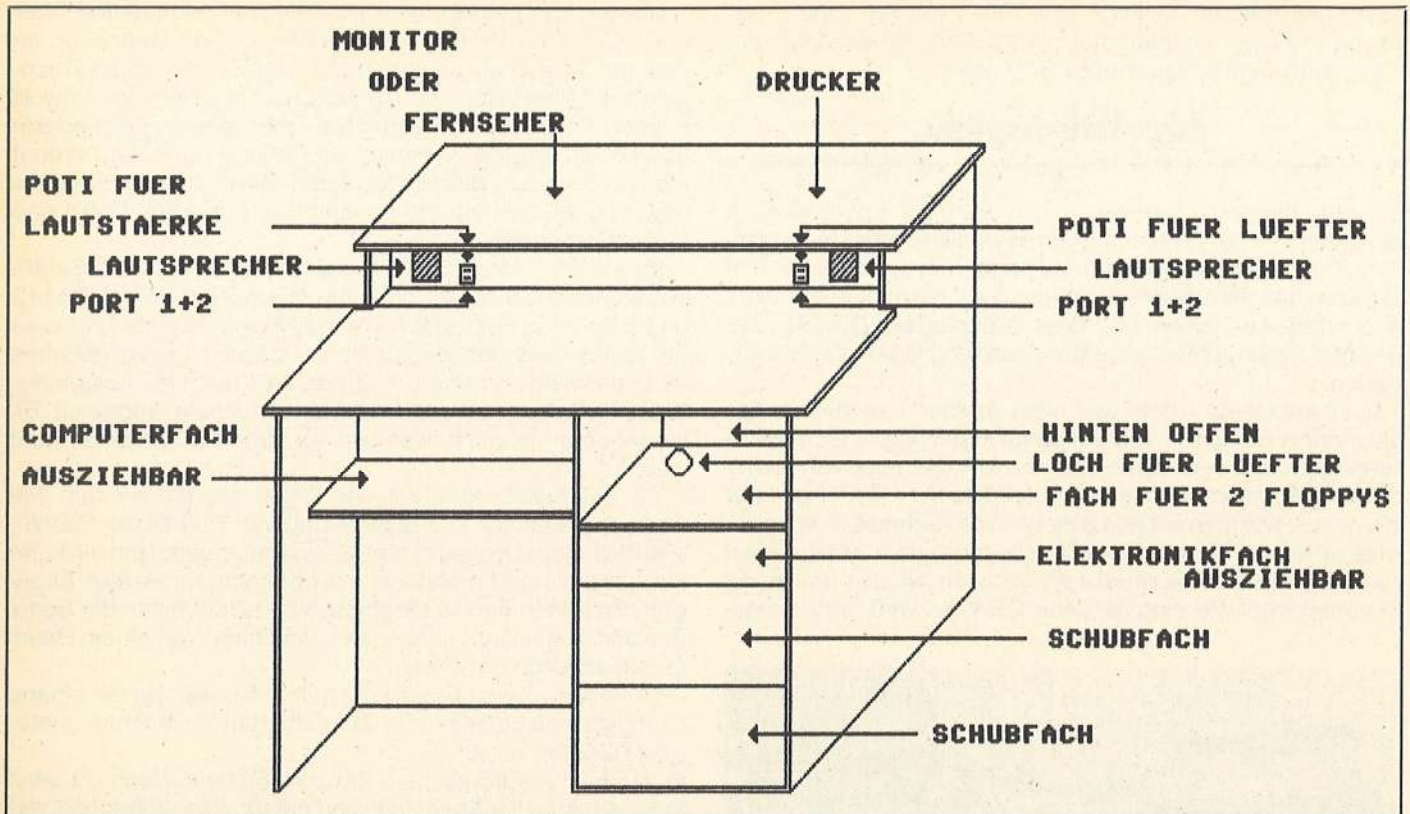 MONITOR
ODER
FERNSEHER
DRUCKER
POTI FUER
LAUTSTAERKE
LAUTSPRECHER
PORT 1+2
POTI FUER LUEFTER
LAUTSPRECHER
PORT 1+2
COMPUTERFACH
AUSZIEHBAR
HINTEN OFFEN
LOCH FUER LUEFTER
FACH FUER 2 FLOPPYS
ELEKTRONIKFACH
AUSZIEHBAR
SCHUBFACH
SCHUBFACH